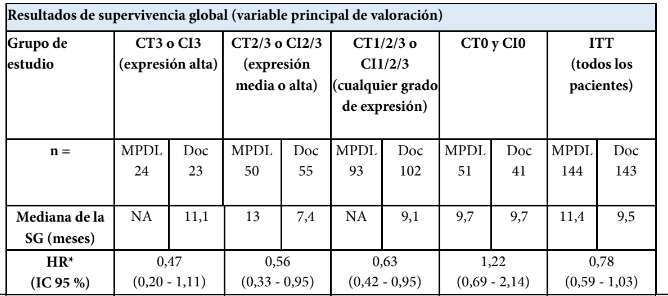 Resultados de supervivencia global (variable principal de valoración)
Grupo de estudio | CT3 o CI3 (expresión alta) | CT2/3 o CI2/3 (expresión media o alta) | CT1/2/3 o CI1/2/3 (cualquier grado de expresión) | CT0 y CI0 | ITT (todos los pacientes)
n = | MPDL 24 | Doc 23 | MPDL 50 | Doc 55 | MPDL 93 | Doc 102 | MPDL 51 | Doc 41 | MPDL 144 | Doc 143
Mediana de la SG (meses) | NA | 11,1 | 13 | 7,4 | NA | 9,1 | 9,7 | 9,7 | 11,4 | 9,5
HR* (IC 95 %) | 0,47 (0,20 - 1,11) | 0,56 (0,33 - 0,95) | 0,63 (0,42 - 0,95) | 1,22 (0,69 - 2,14) | 0,78 (0,59 - 1,03)